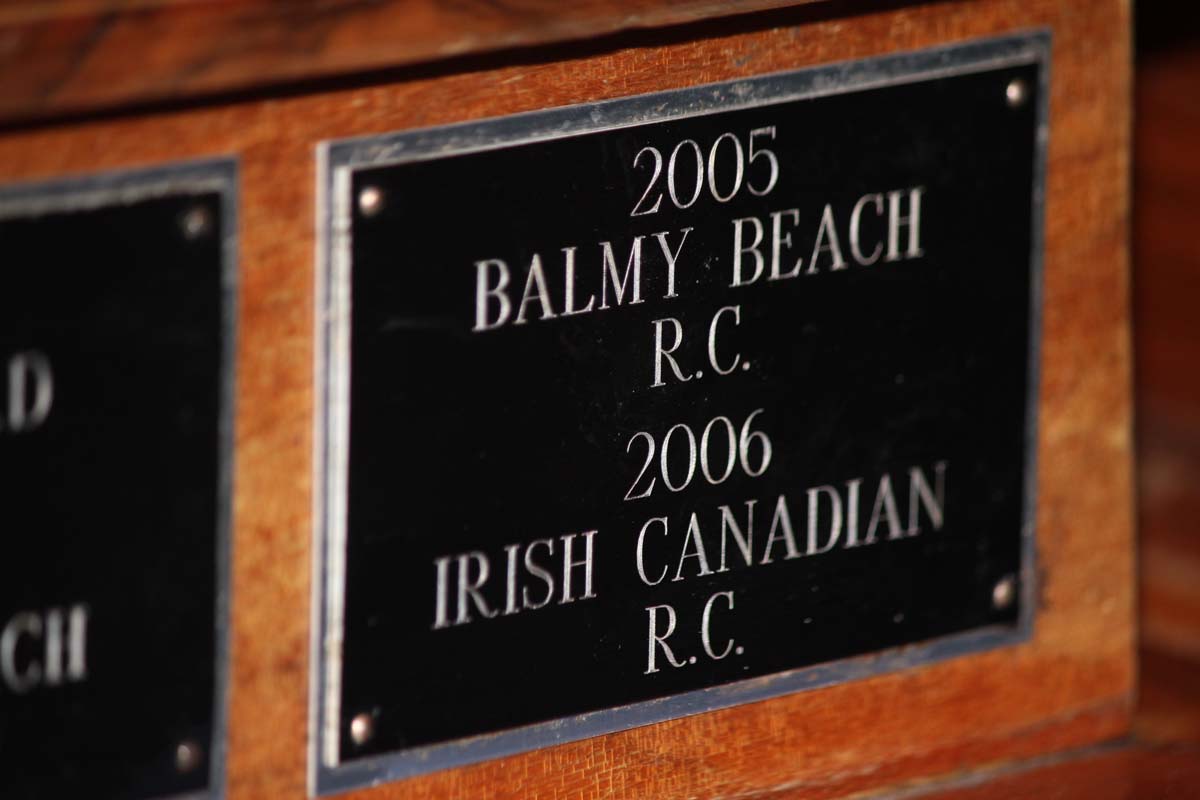 2005
BALMY BEACH
R.C.
2006
IRISH CANADIAN
R.C.